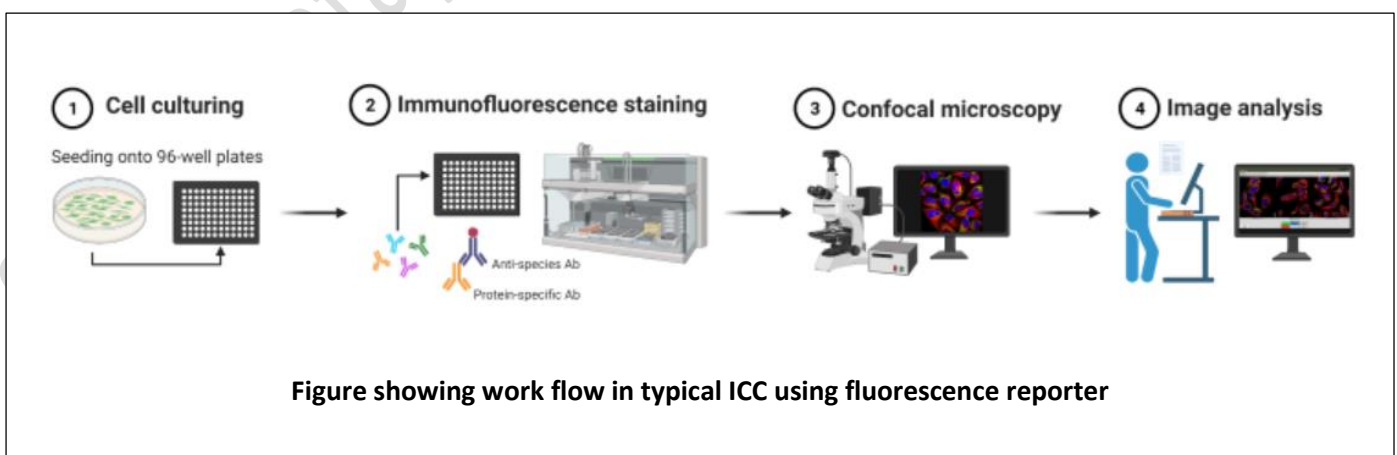 1 Cell culturing
Seeding onto 96-well plates
2 Immunofluorescence staining
Anti-species Ab
Protein-specific Ab
3 Confocal microscopy
4 Image analysis
Figure showing work flow in typical ICC using fluorescence reporter